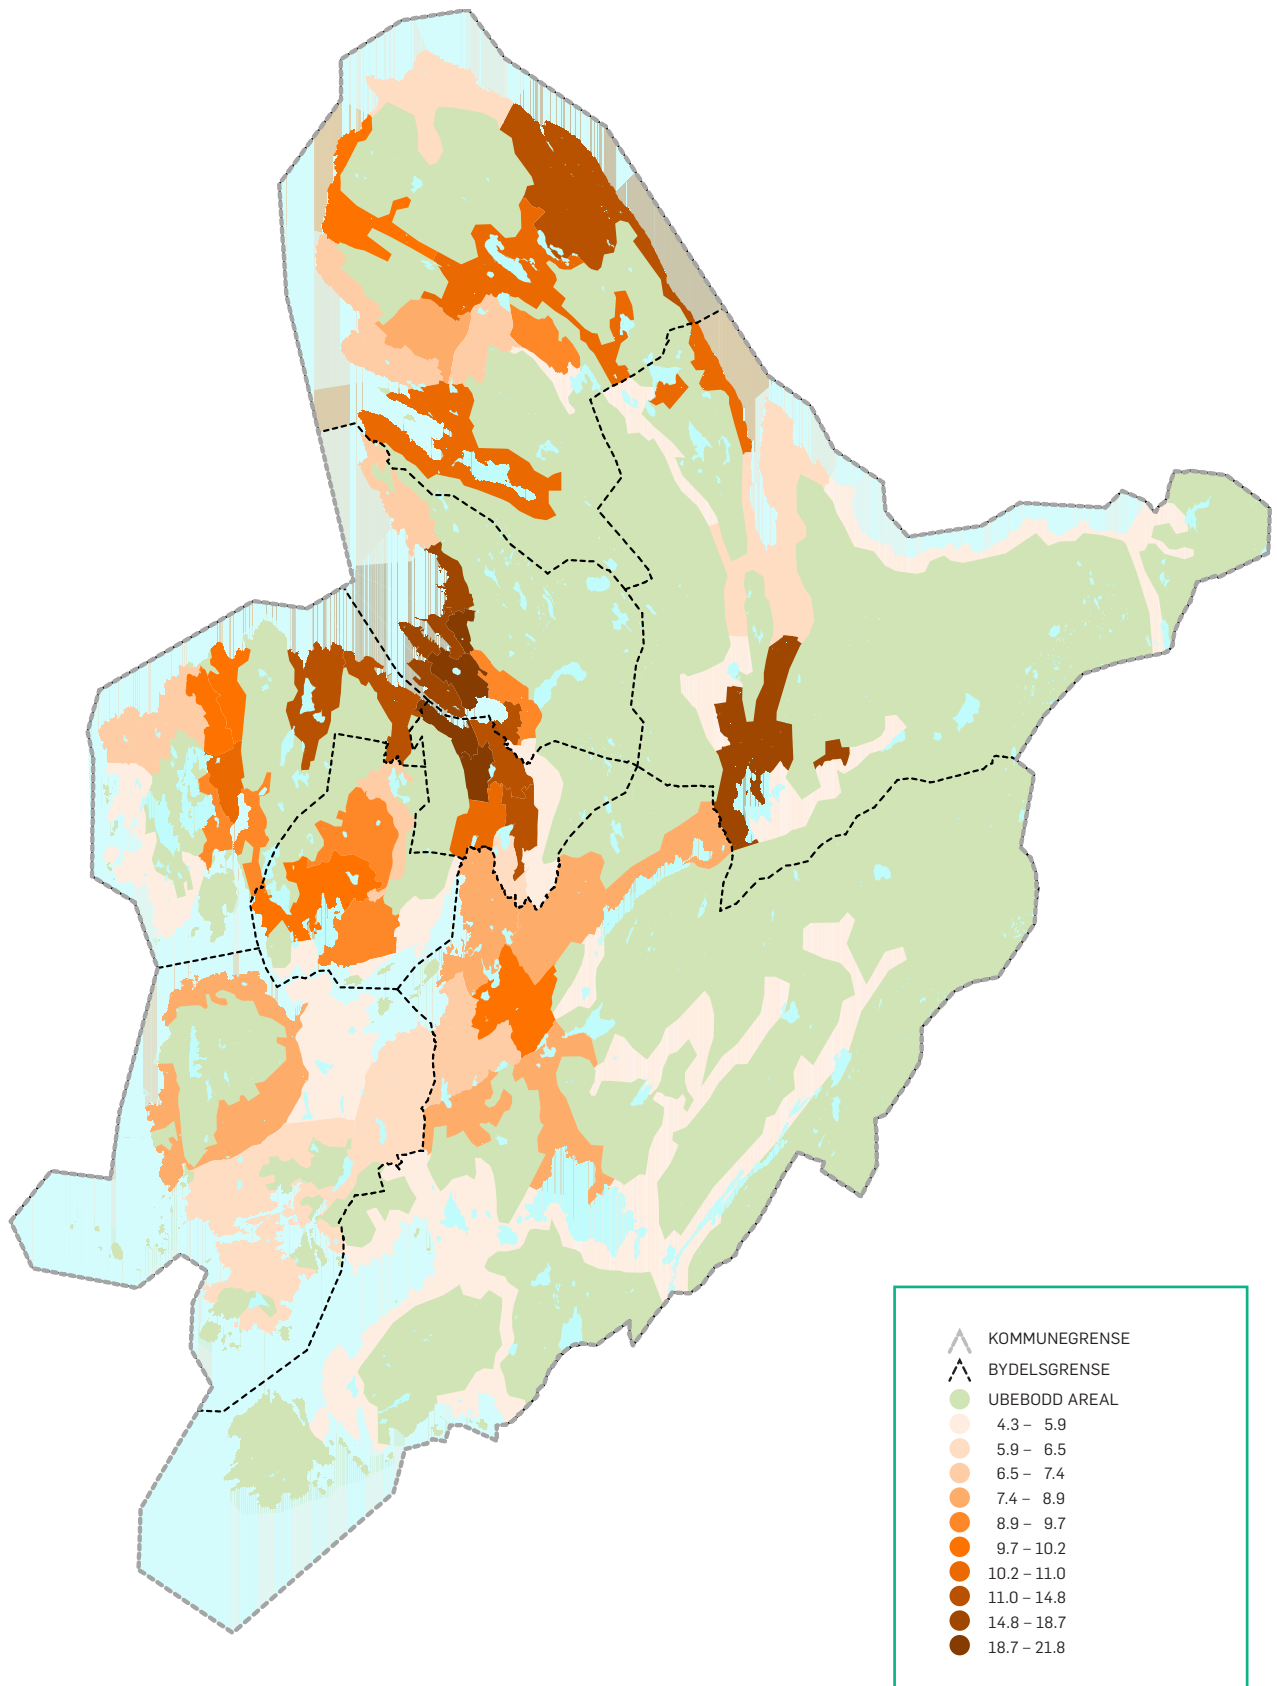 KOMMUNEGRENSE
BYDELSGRENSE
UBEBODD AREAL
4.3 – 5.9
5.9 – 6.5
6.5 – 7.4
7.4 – 8.9
8.9 – 9.7
9.7 – 10.2
10.2 – 11.0
11.0 – 14.8
14.8 – 18.7
18.7 – 21.8